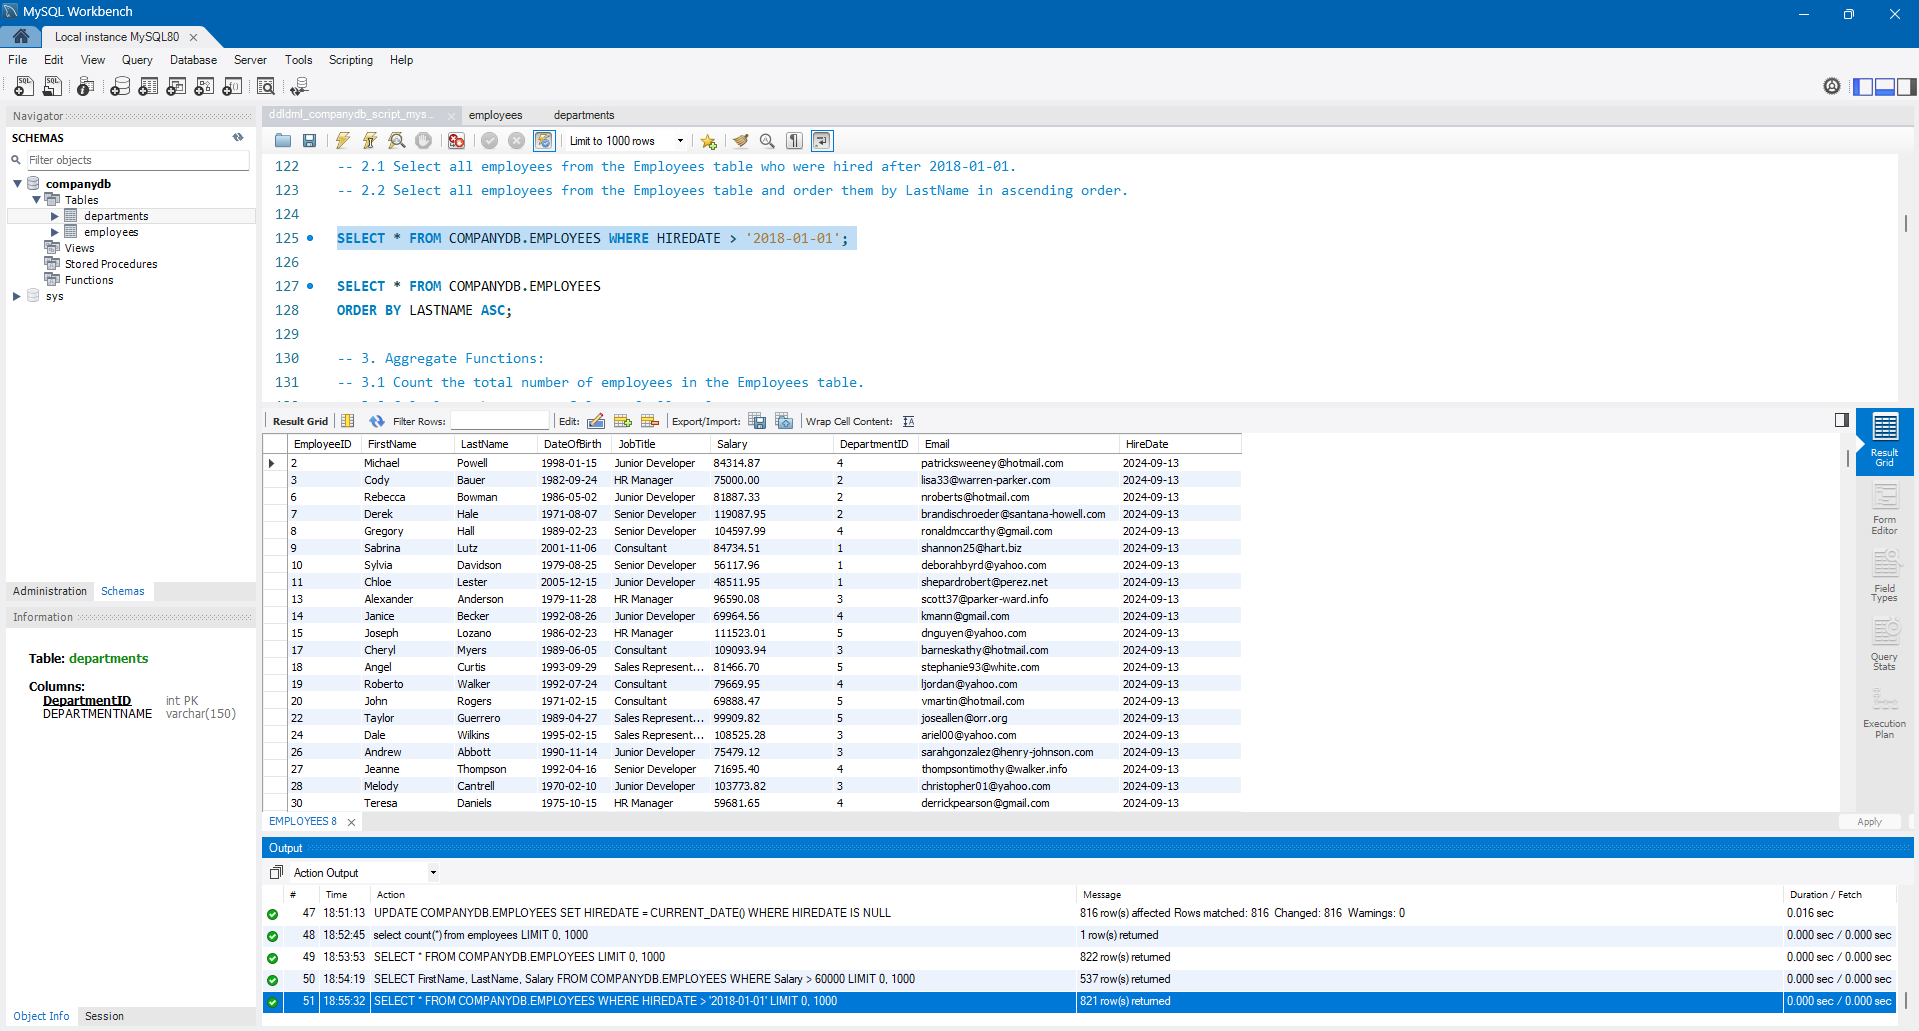 MySQL Workbench
Local instance MySQL80
File Edit View Query Database Server Tools Scripting Help
Navigator
SCHEMAS
Filter objects
companydb
Tables
departments
employees
Views
Stored Procedures
Functions
sys
Administration Schemas
Information
Table: departments
Columns:
DepartmentID int PK
DEPARTMENTNAME varchar(150)
Object Info Session
ddldml_companydb_script_mys... employees departments
Limit to 1000 rows
122 -- 2.1 Select all employees from the Employees table who were hired after 2018-01-01.
123 -- 2.2 Select all employees from the Employees table and order them by LastName in ascending order.
124
125 SELECT * FROM COMPANYDB.EMPLOYEES WHERE HIREDATE > '2018-01-01';
126
127 SELECT * FROM COMPANYDB.EMPLOYEES
128 ORDER BY LASTNAME ASC;
129
130 -- 3. Aggregate Functions:
131 -- 3.1 Count the total number of employees in the Employees table.
Result Grid Filter Rows: Edit: Export/Import: Wrap Cell Content:
EmployeeID FirstName LastName DateOfBirth JobTitle Salary DepartmentID Email HireDate
2 Michael Powell 1998-01-15 Junior Developer 84314.87 4 patricksweeney@hotmail.com 2024-09-13
3 Cody Bauer 1982-09-24 HR Manager 75000.00 2 lisa33@warren-parker.com 2024-09-13
6 Rebecca Bowman 1986-05-02 Junior Developer 81887.33 2 nroberts@hotmail.com 2024-09-13
7 Derek Hale 1971-08-07 Senior Developer 119087.95 2 brandischroeder@santana-howell.com 2024-09-13
8 Gregory Hall 1989-02-23 Senior Developer 104597.99 4 ronaldmccarthy@gmail.com 2024-09-13
9 Sabrina Lutz 2001-11-06 Consultant 84734.51 1 shannon25@hart.biz 2024-09-13
10 Sylvia Davidson 1979-08-25 Senior Developer 56117.96 1 deborahbyrd@yahoo.com 2024-09-13
11 Chloe Lester 2005-12-15 Junior Developer 48511.95 1 shepardrobert@perez.net 2024-09-13
13 Alexander Anderson 1979-11-28 HR Manager 96590.08 3 scott37@parker-ward.info 2024-09-13
14 Janice Becker 1992-08-26 Junior Developer 69964.56 4 kmann@gmail.com 2024-09-13
15 Joseph Lozano 1986-02-23 HR Manager 111523.01 5 dnguyen@yahoo.com 2024-09-13
17 Cheryl Myers 1989-06-05 Consultant 109093.94 3 barneskathy@hotmail.com 2024-09-13
18 Angel Curtis 1993-09-29 Sales Represent... 81466.70 5 stephanie93@white.com 2024-09-13
19 Roberto Walker 1992-07-24 Consultant 79669.95 4 ljordan@yahoo.com 2024-09-13
20 John Rogers 1971-02-15 Consultant 69888.47 5 vmartin@hotmail.com 2024-09-13
22 Taylor Guerrero 1989-04-27 Sales Represent... 99909.82 5 joseallen@orr.org 2024-09-13
24 Dale Wilkins 1995-02-15 Sales Represent... 108525.28 3 ariel00@yahoo.com 2024-09-13
26 Andrew Abbott 1990-11-14 Junior Developer 75479.12 3 sarahgonzalez@henry-johnson.com 2024-09-13
27 Jeanne Thompson 1992-04-16 Senior Developer 71695.40 4 thompsontimothy@walker.info 2024-09-13
28 Melody Cantrell 1970-02-10 Junior Developer 103773.82 3 christopher01@yahoo.com 2024-09-13
30 Teresa Daniels 1975-10-15 HR Manager 59681.65 4 derrickpearson@gmail.com 2024-09-13
Result Grid
Form Editor
Field Types
Query Stats
Execution Plan
EMPLOYEES 8 Apply
Output
Action Output
# Time Action Message Duration / Fetch
47 18:51:13 UPDATE COMPANYDB.EMPLOYEES SET HIREDATE = CURRENT_DATE() WHERE HIREDATE IS NULL 816 row(s) affected Rows matched: 816 Changed: 816 Warnings: 0 0.016 sec
48 18:52:45 select count(*) from employees LIMIT 0, 1000 1 row(s) returned 0.000 sec / 0.000 sec
49 18:53:53 SELECT * FROM COMPANYDB.EMPLOYEES LIMIT 0, 1000 822 row(s) returned 0.000 sec / 0.000 sec
50 18:54:19 SELECT FirstName, LastName, Salary FROM COMPANYDB.EMPLOYEES WHERE Salary > 60000 LIMIT 0, 1000 537 row(s) returned 0.000 sec / 0.000 sec
51 18:55:32 SELECT * FROM COMPANYDB.EMPLOYEES WHERE HIREDATE > '2018-01-01' LIMIT 0, 1000 821 row(s) returned 0.000 sec / 0.000 sec